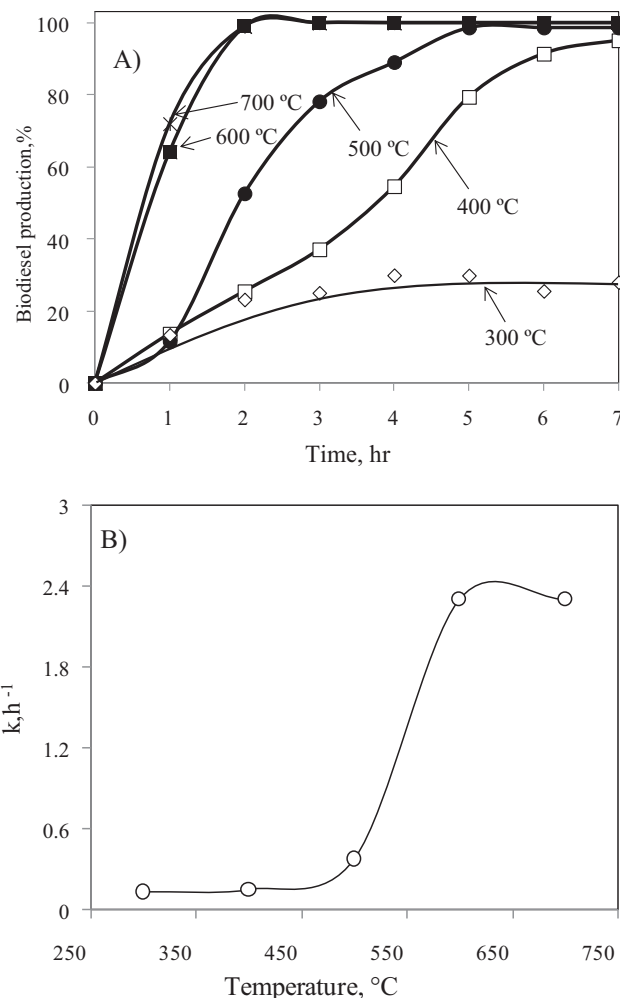 A)
Biodiesel production,%
100
80
60
40
20
0
700 ºC
600 ºC
500 ºC
400 ºC
300 ºC
0 1 2 3 4 5 6 7
Time, hr
B)
k,h -1
3
2.4
1.8
1.2
0.6
0
250 350 450 550 650 750
Temperature, °C